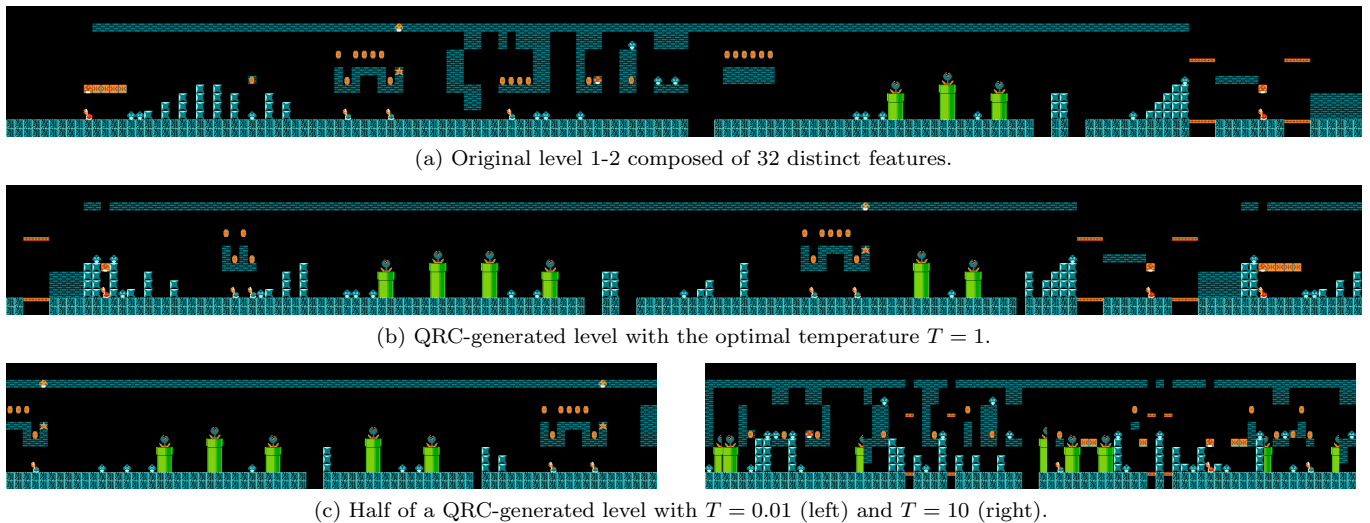 (a) Original level 1-2 composed of 32 distinct features.
(b) QRC-generated level with the optimal temperature T = 1.
(c) Half of a QRC-generated level with T = 0.01 (left) and T = 10 (right).